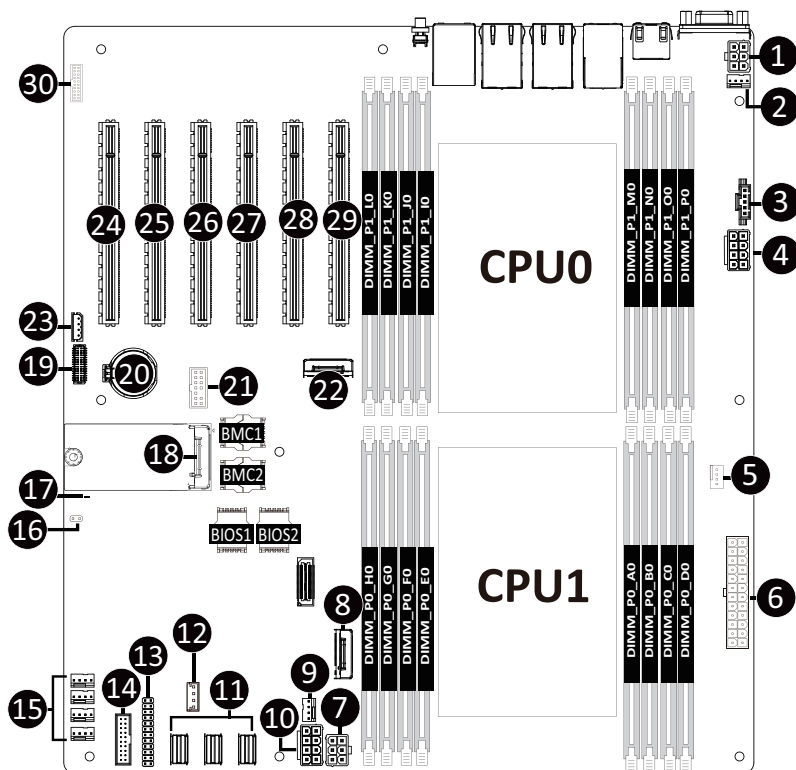 1
30
2
DIMM_P1_L0
DIMM_P1_K0
DIMM_P1_J0
DIMM_P1_I0
DIMM_P1_M0
DIMM_P1_N0
DIMM_P1_O0
DIMM_P1_P0
3
24
25
26
27
28
29
CPU0
4
23
19
20
21
22
BMC1
18
BMC2
5
17
16
BIOS1
BIOS2
DIMM_P0_H0
DIMM_P0_G0
DIMM_P0_F0
DIMM_P0_E0
CPU1
DIMM_P0_A0
DIMM_P0_B0
DIMM_P0_C0
DIMM_P0_D0
6
8
12
13
9
14
11
15
10
7